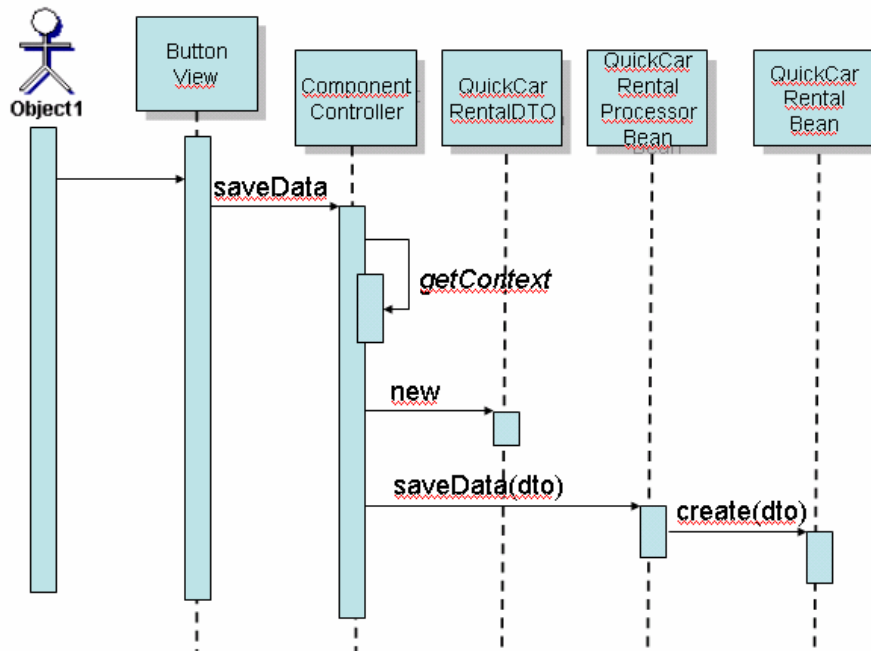 Object1
Button
View
Component
Controller
QuickCar
RentalDTO
QuickCar
Rental
Processor
Bean
QuickCar
Rental
Bean
saveData
getContext
new
saveData(dto)
create(dto)